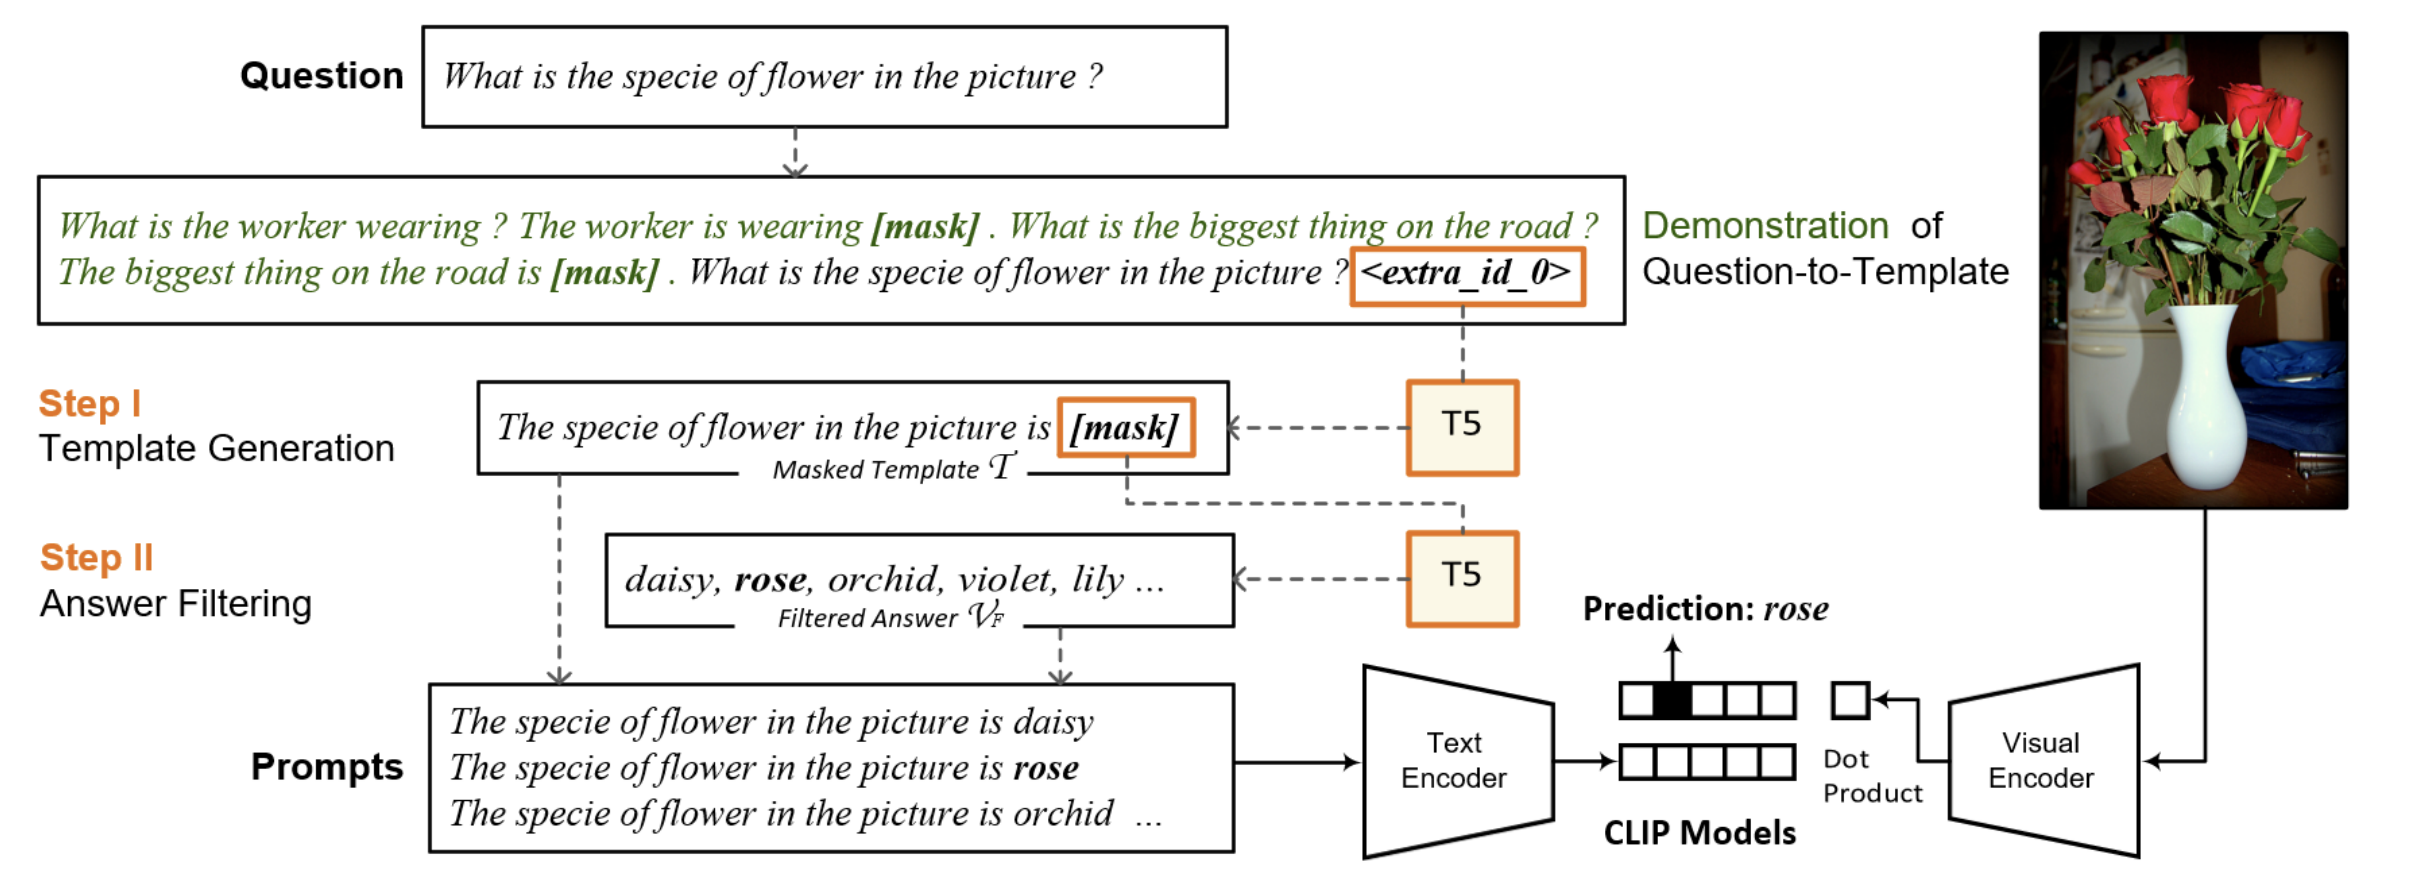 Question
What is the specie of flower in the picture ?
What is the worker wearing ? The worker is wearing [mask] . What is the biggest thing on the road ?
The biggest thing on the road is [mask] . What is the specie of flower in the picture ? <extra_id_0>
Demonstration of
Question-to-Template
Step I
Template Generation
The specie of flower in the picture is [mask]
Masked Template 𝒯
T5
Step II
Answer Filtering
daisy, rose, orchid, violet, lily ...
Filtered Answer 𝒱F
T5
Prompts
The specie of flower in the picture is daisy
The specie of flower in the picture is rose
The specie of flower in the picture is orchid ...
Text
Encoder
Prediction: rose
Dot
Product
CLIP Models
Visual
Encoder